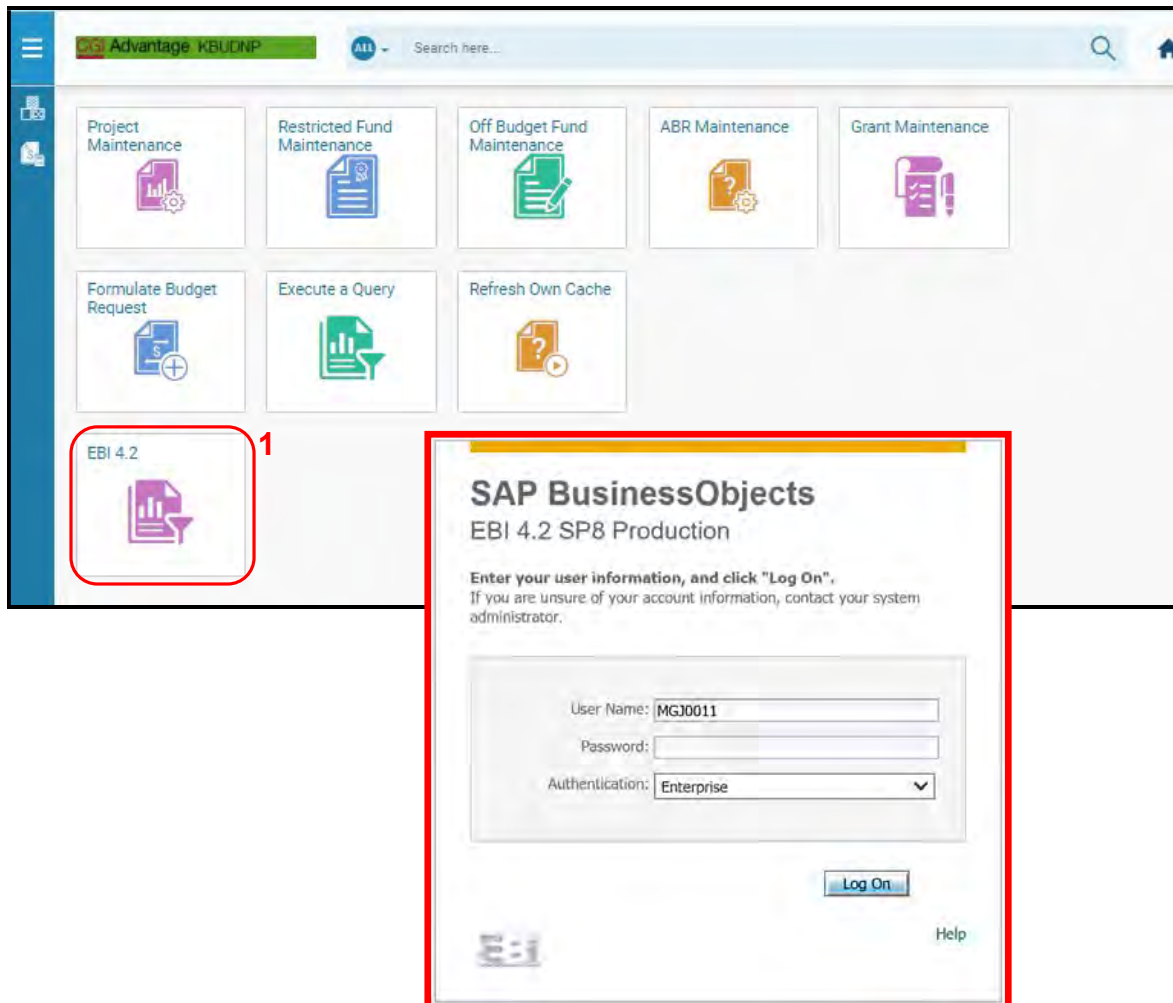 CGI Advantage KBUDNP
ALL
Search here...
Project
Maintenance
Restricted Fund
Maintenance
Off Budget Fund
Maintenance
ABR Maintenance
Grant Maintenance
Formulate Budget
Request
Execute a Query
Refresh Own Cache
EBI 4.2
1
SAP BusinessObjects
EBI 4.2 SP8 Production
Enter your user information, and click "Log On".
If you are unsure of your account information, contact your system
administrator.
User Name: MGJ0011
Password:
Authentication: Enterprise
Log On
Help
E:i